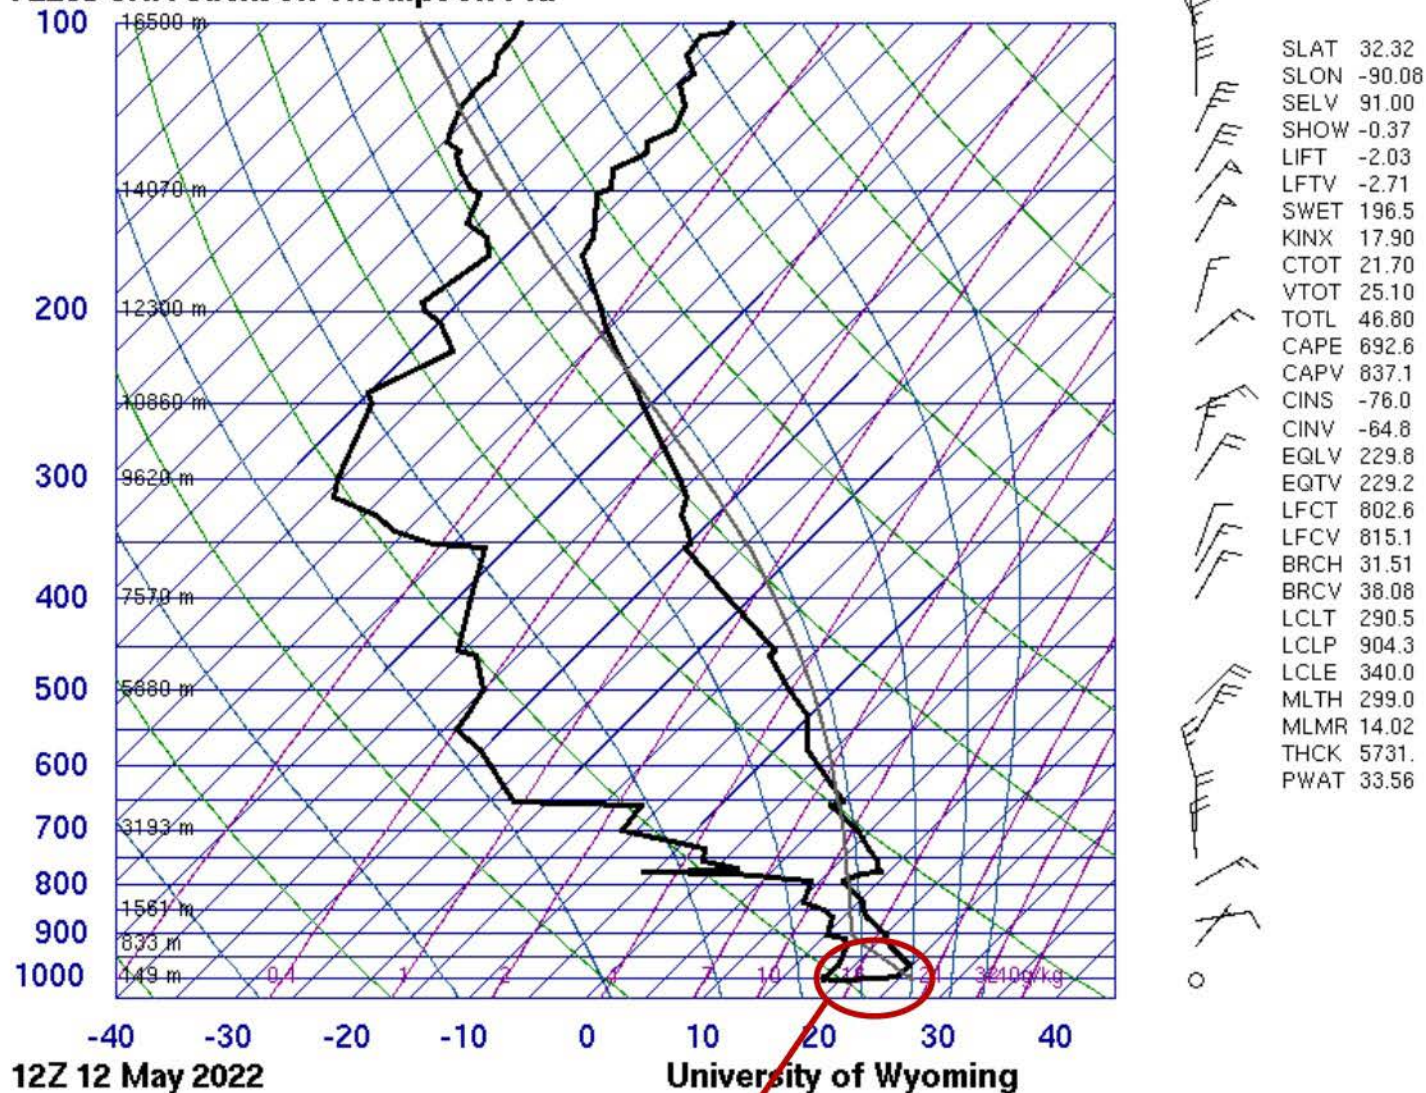 100
16500 m
14070 m
200
12300 m
10860 m
300
9620 m
400
7570 m
500
5880 m
600
700
3193 m
800
1561 m
900
833 m
1000
149 m
0.4
1
2
4
7
10
16
24
32
40g/kg
-40 -30 -20 -10 0 10 20 30 40
12Z 12 May 2022
University of Wyoming
SLAT 32.32
SLON -90.08
SELV 91.00
SHOW -0.37
LIFT -2.03
LFTV -2.71
SWET 196.5
KINX 17.90
CTOT 21.70
VTOT 25.10
TOTL 46.80
CAPE 692.6
CAPV 837.1
CINS -76.0
CINV -64.8
EQLV 229.8
EQTV 229.2
LFCT 802.6
LFCV 815.1
BRCH 31.51
BRCV 38.08
LCLT 290.5
LCLP 904.3
LCLE 340.0
MLTH 299.0
MLMR 14.02
THCK 5731.
PWAT 33.56